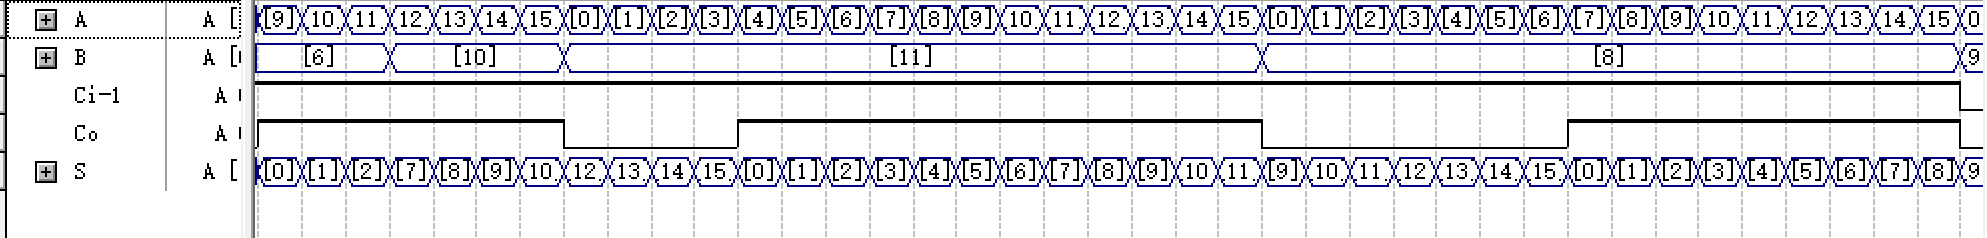 A A [ [9] 10. 11. 12. 13. 14. 15. [0] [1] [2] [3] [4] [5] [6] [7] [8] [9] 10. 11. 12. 13. 14. 15. [0] [1] [2] [3] [4] [5] [6] [7] [8] [9] 10. 11. 12. 13. 14. 15. 0
B A [ [6] [10] [11] [8] 9
Ci-1 A
Co A
S A [ [0] [1] [2] [7] [8] [9] 10. 12. 13. 14. 15. [0] [1] [2] [3] [4] [5] [6] [7] [8] [9] 10. 11. [9] 10. 11. 12. 13. 14. 15. [0] [1] [2] [3] [4] [5] [6] [7] [8] 9